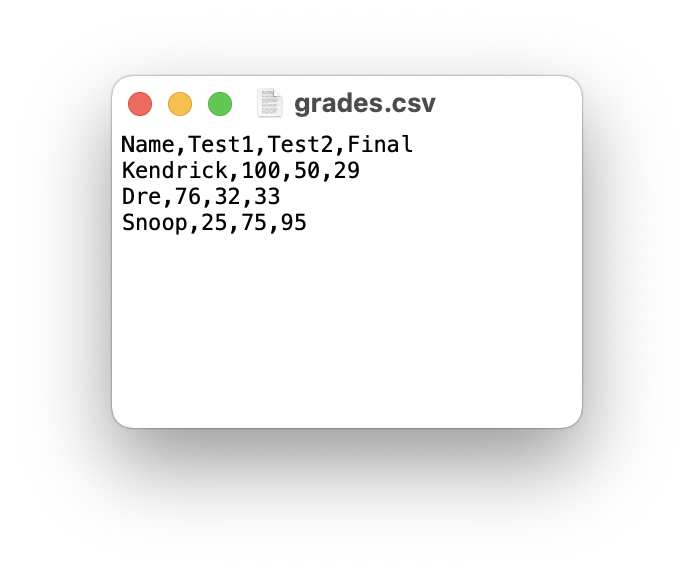 grades.csv
Name,Test1,Test2,Final
Kendrick,100,50,29
Dre,76,32,33
Snoop,25,75,95